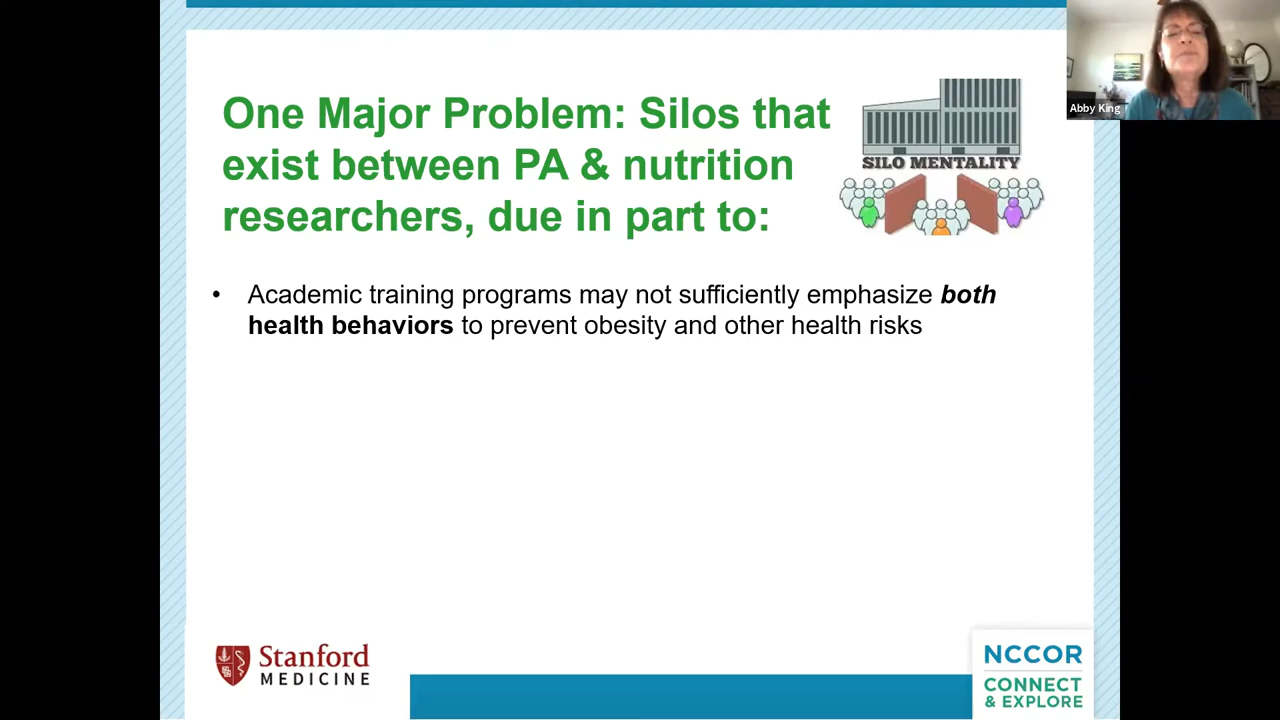 Abby King
One Major Problem: Silos that
exist between PA & nutrition
researchers, due in part to:
SILO MENTALITY
• Academic training programs may not sufficiently emphasize both
health behaviors to prevent obesity and other health risks
Stanford
MEDICINE
NCCOR
CONNECT
& EXPLORE